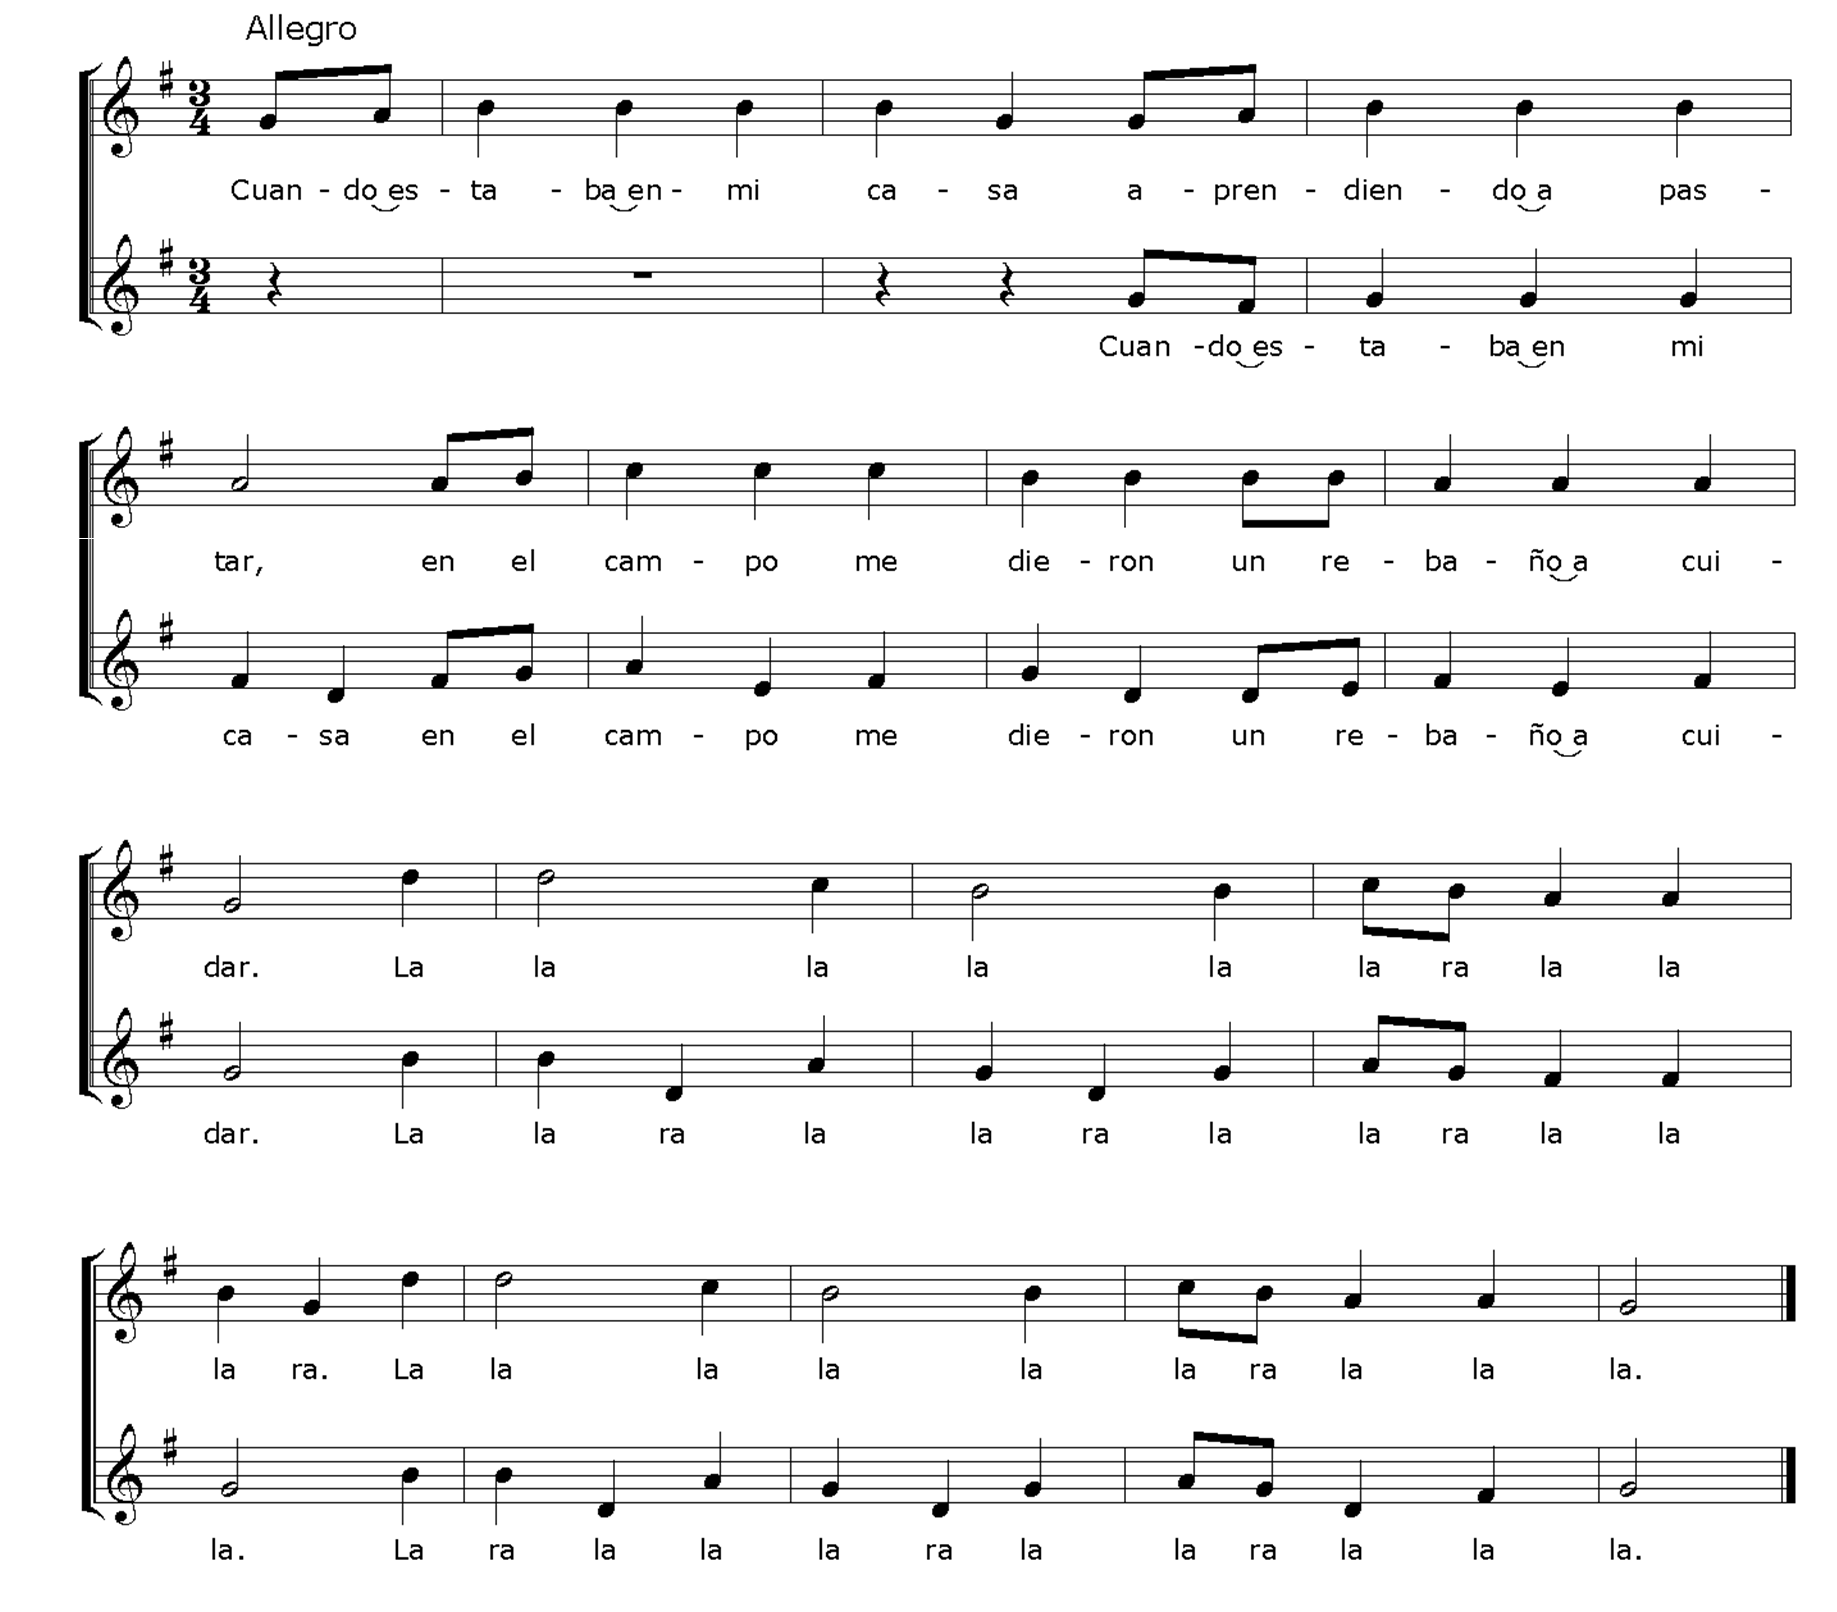 Allegro
3 4
Cuan - do es - ta - ba en - mi ca - sa a - pren - dien - do a pas -
3 4
Cuan -do es - ta - ba en mi
tar, en el cam - po me die - ron un re - ba - ño a cui -
ca - sa en el cam - po me die - ron un re - ba - ño a cui -
dar. La la la la la la ra la la
dar. La la ra la la ra la la ra la la
la ra. La la la la la la ra la la la.
la. La ra la la la ra la la ra la la la.